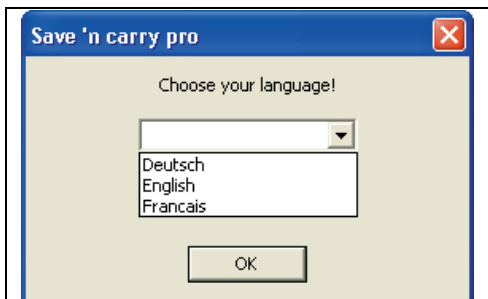 Save 'n carry pro
Choose your language!
Deutsch
English
Francais
OK